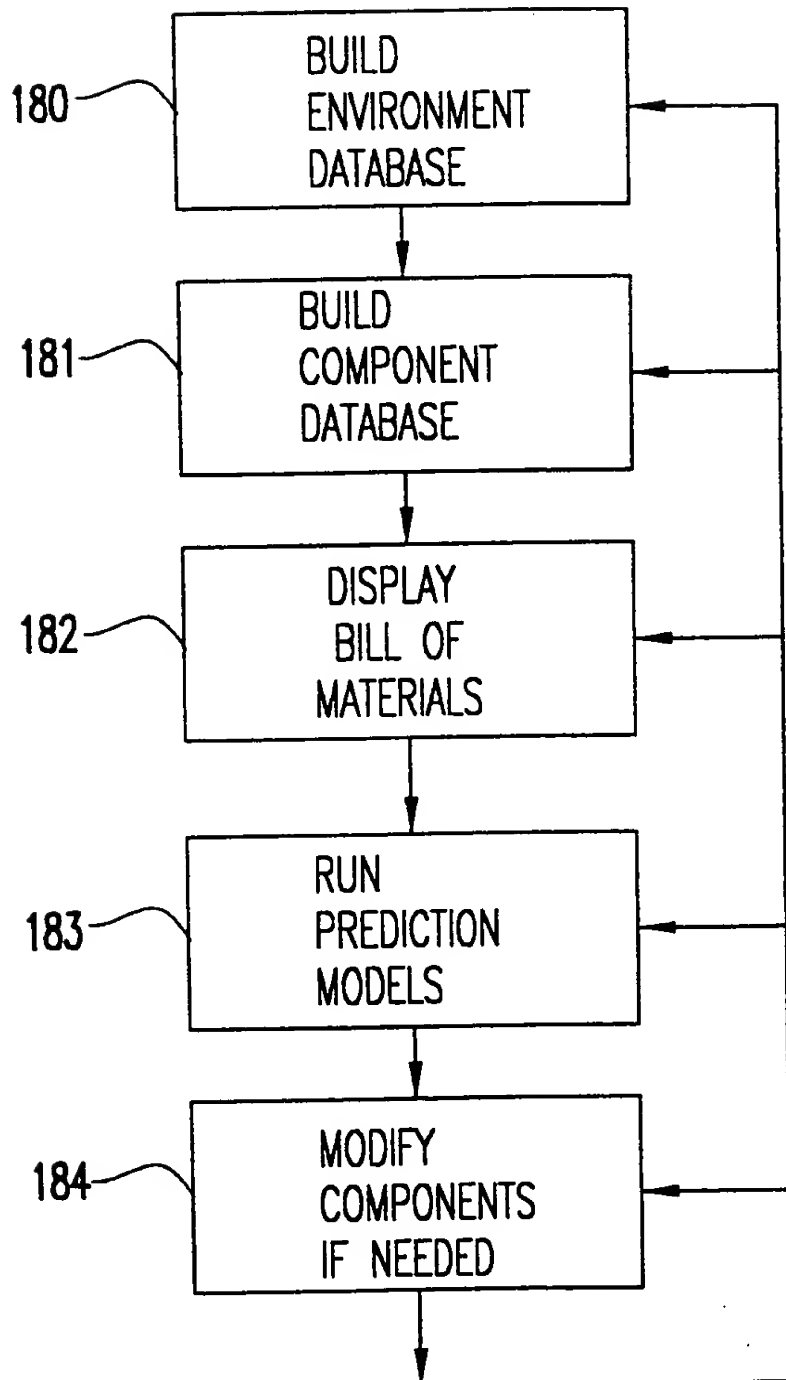 180
BUILD
ENVIRONMENT
DATABASE
181
BUILD
COMPONENT
DATABASE
182
DISPLAY
BILL OF
MATERIALS
183
RUN
PREDICTION
MODELS
184
MODIFY
COMPONENTS
IF NEEDED